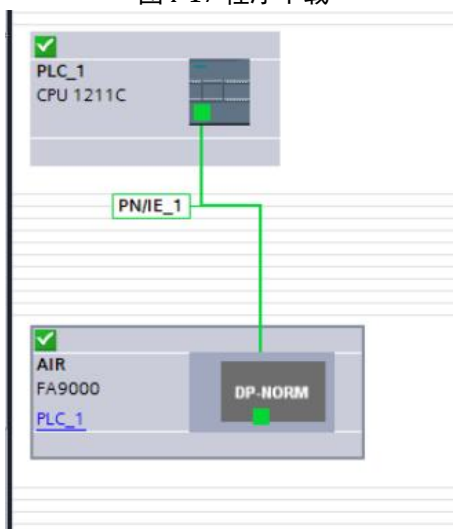 PLC_1
CPU 1211C
PN/IE_1
AIR
FA9000
DP-NORM
PLC_1